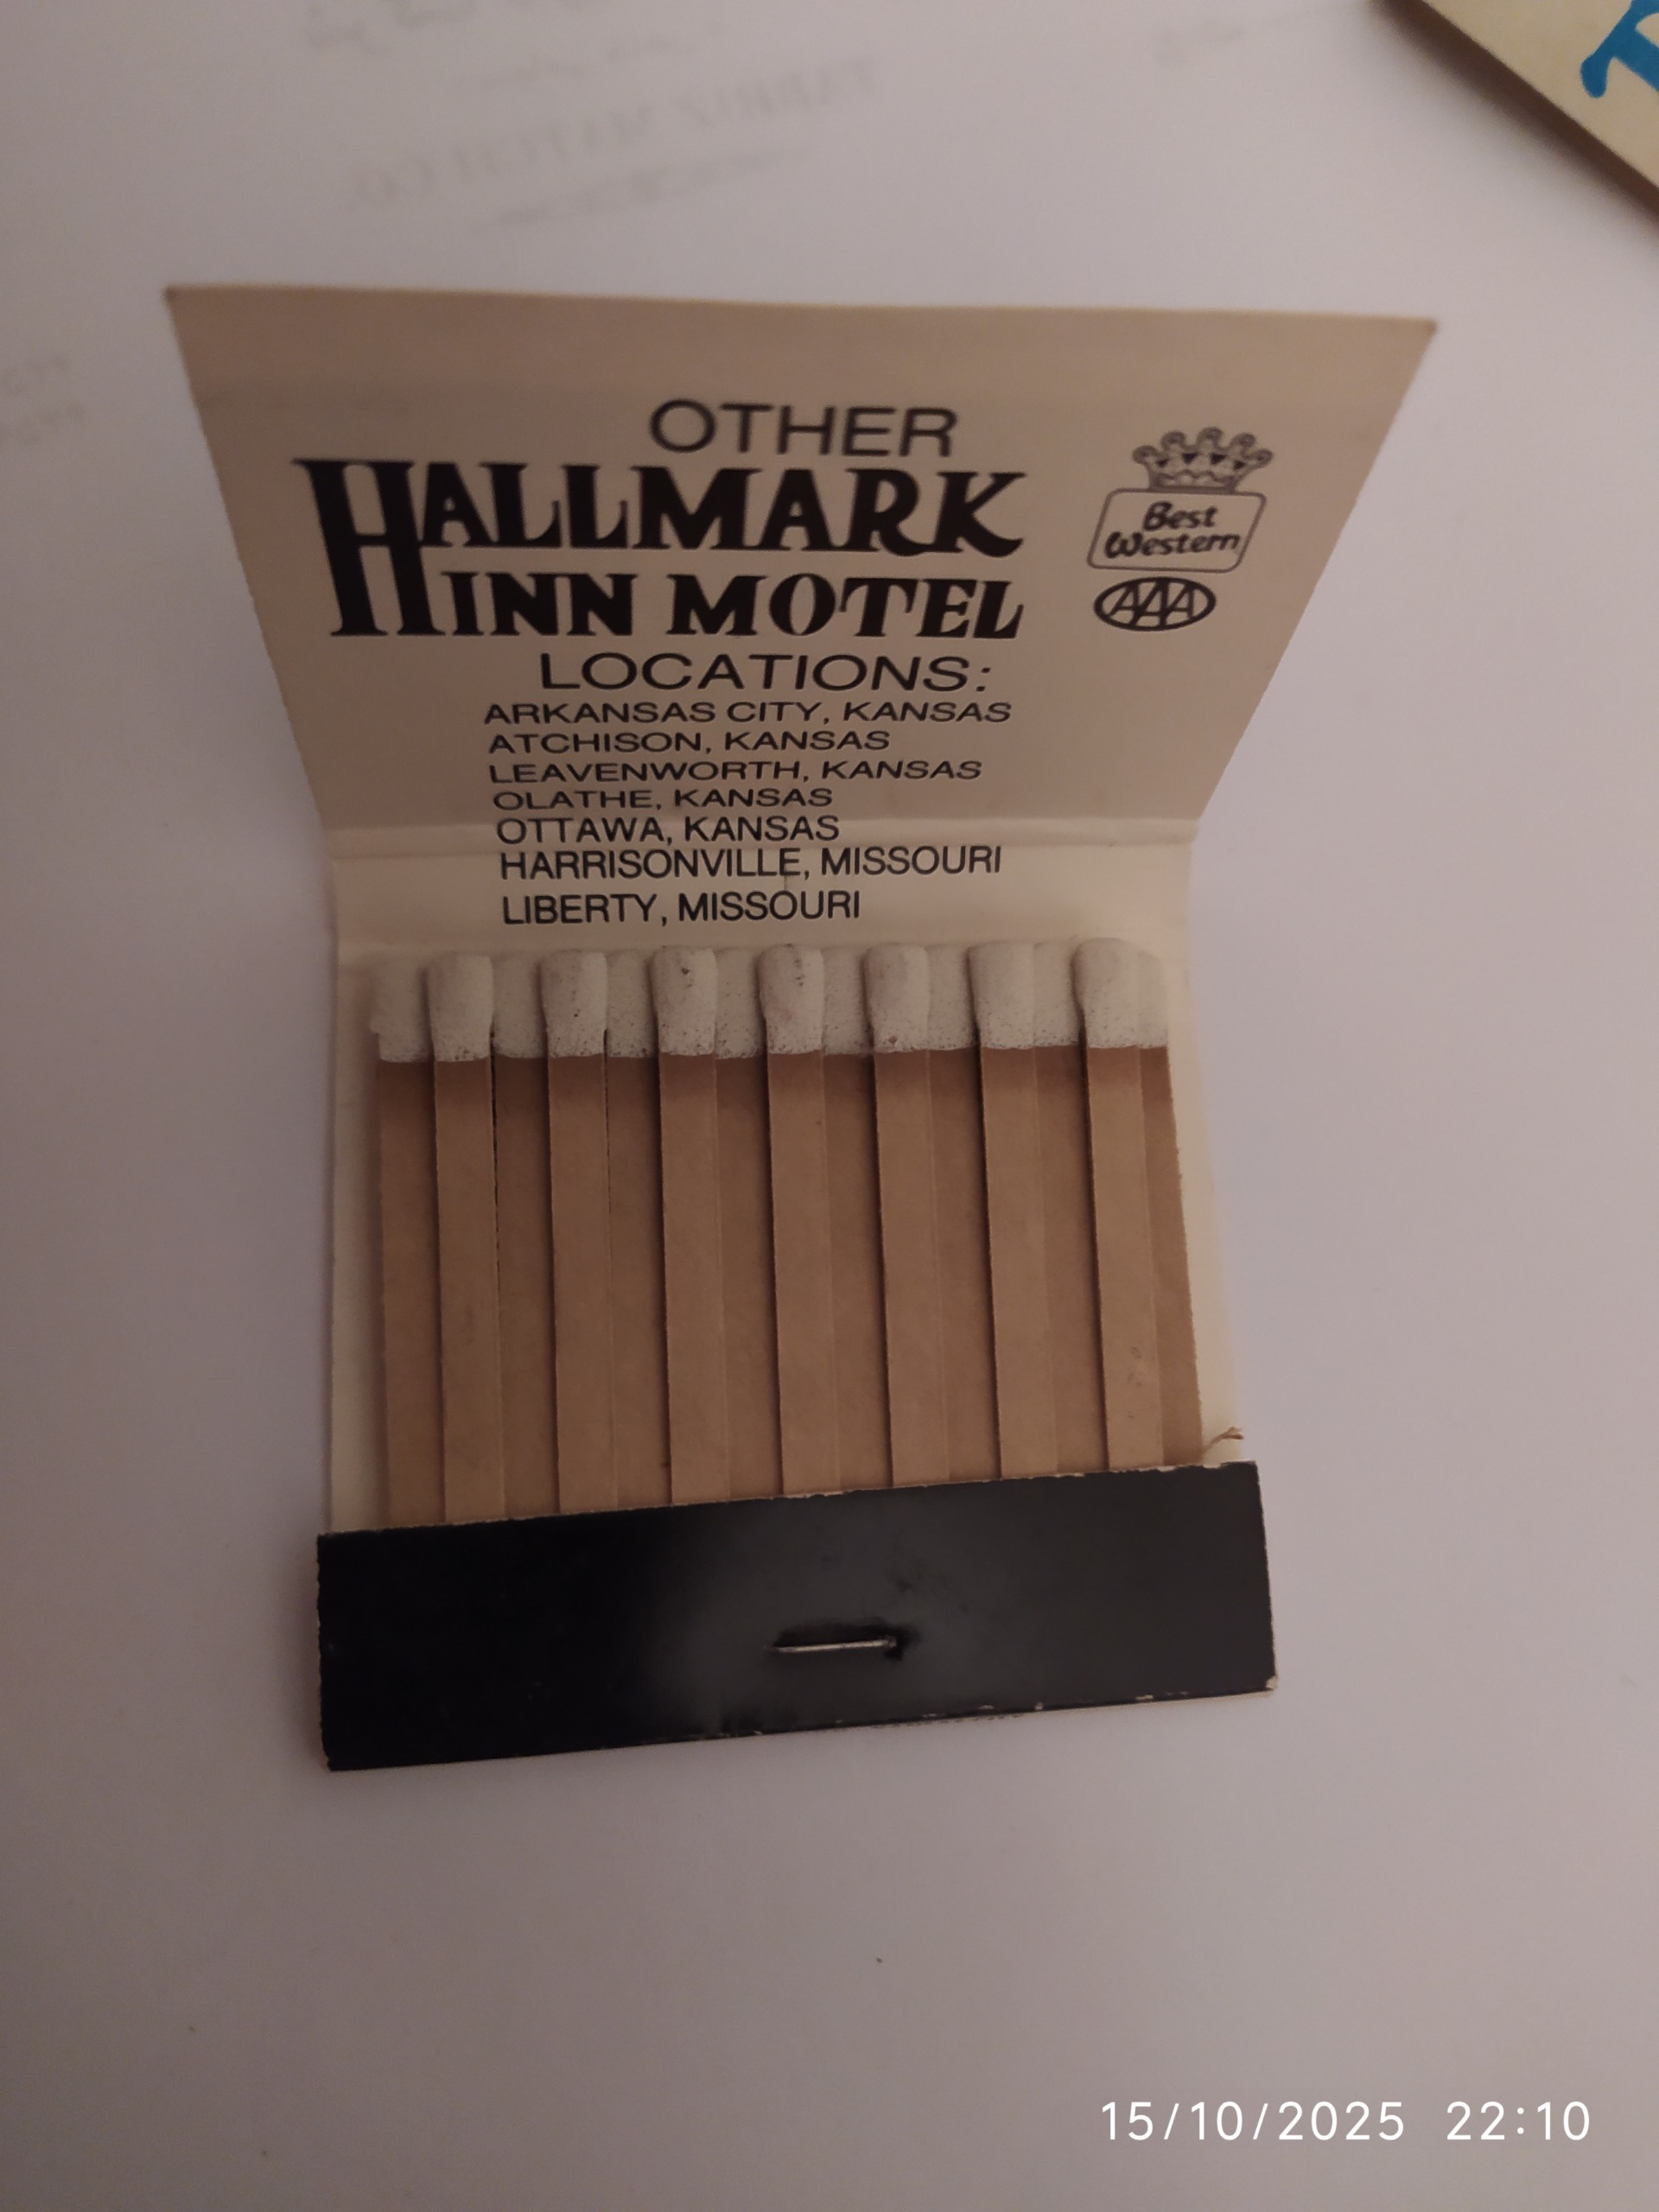 OTHER
HALLMARK
INN MOTEL
Best
Western
AAA
LOCATIONS:
ARKANSAS CITY, KANSAS
ATCHISON, KANSAS
LEAVENWORTH, KANSAS
OLATHE, KANSAS
OTTAWA, KANSAS
HARRISONVILLE, MISSOURI
LIBERTY, MISSOURI
15/10/2025 22:10